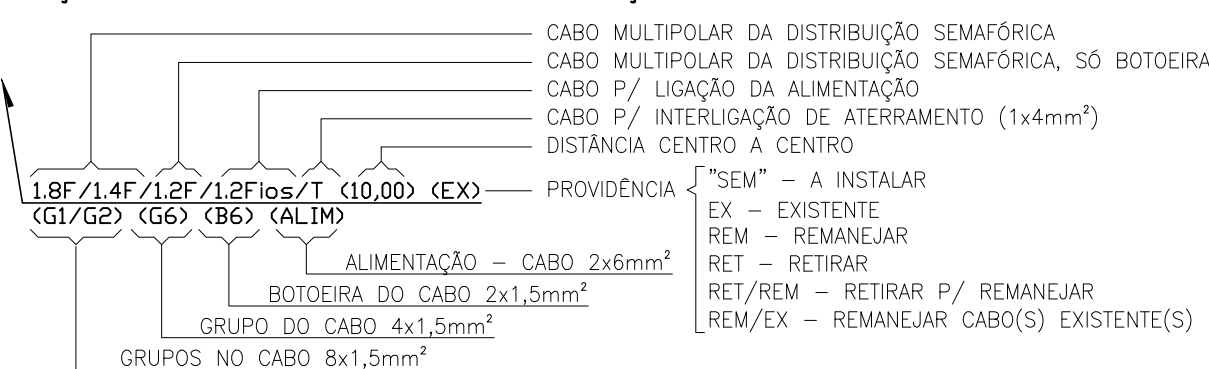 CABO MULTIPOLAR DA DISTRIBUIÇÃO SEMAFÓRICA
CABO MULTIPOLAR DA DISTRIBUIÇÃO SEMAFÓRICA, SÓ BOTOEIRA
CABO P/ LIGAÇÃO DA ALIMENTAÇÃO
CABO P/ INTERLIGAÇÃO DE ATERRAMENTO (1x4mm²)
DISTÂNCIA CENTRO A CENTRO
1.8F/1.4F/1.2F/1.2Fios/T (10,00) (EX)
(G1/G2) (G6) (B6) (ALIM)
PROVIDÊNCIA
"SEM" – A INSTALAR
EX – EXISTENTE
REM – REMANEJAR
RET – RETIRAR
RET/REM – RETIRAR P/ REMANEJAR
REM/EX – REMANEJAR CABO(S) EXISTENTE(S)
ALIMENTAÇÃO – CABO 2x6mm²
BOTOEIRA DO CABO 2x1,5mm²
GRUPO DO CABO 4x1,5mm²
GRUPOS NO CABO 8x1,5mm²